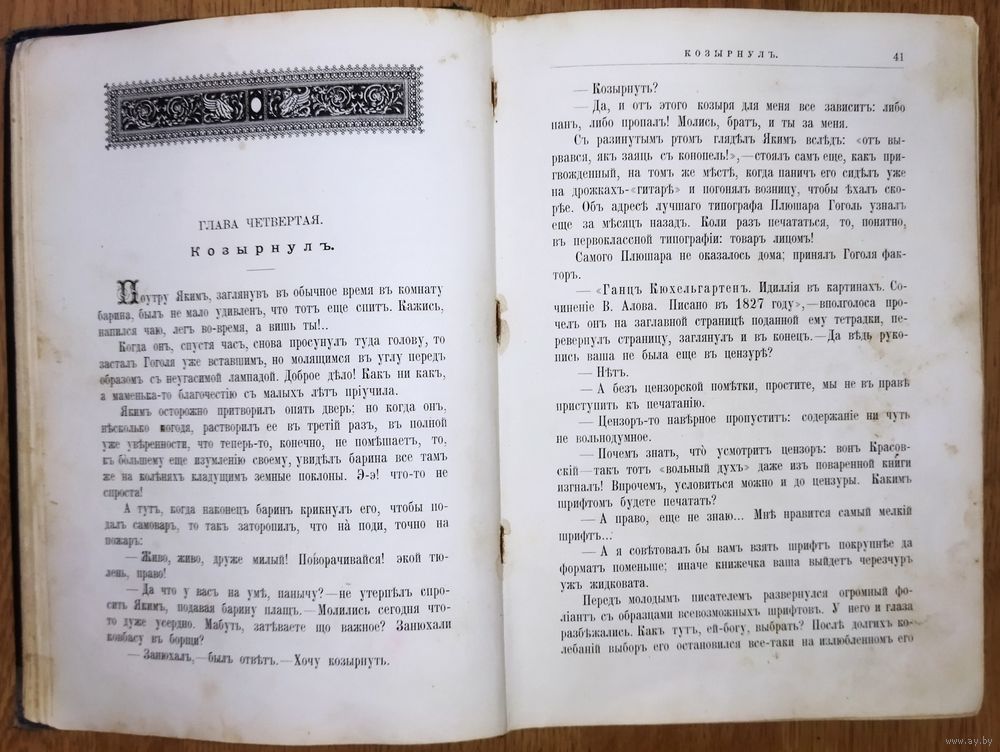 ГЛАВА ЧЕТВЕРТАЯ.
Козырнулъ.
Поутру Якимъ, заглянувъ въ обычное время въ комнату
барина, былъ не мало удивленъ, что тотъ еще спитъ. Кажись,
напился чаю, легъ во-время, а вишь ты!..
Когда онъ, спустя часъ, снова просунулъ туда голову, то
засталъ Гоголя уже вставшимъ, но молящимся въ углу передъ
образомъ съ неугасимой лампадой. Доброе дѣло! Какъ ни какъ,
а маменька-то благочестію съ малыхъ лѣтъ пріучила.
Якимъ осторожно притворилъ опять дверь; но когда онъ,
нѣсколько погодя, растворилъ ее въ третій разъ, въ полной
уже увѣренности, что теперь-то, конечно, не помѣшаетъ, то,
къ большему еще изумленію своему, увидѣлъ барина все тамъ
же на колѣняхъ кладущимъ земные поклоны. Э-э! что-то не
спроста!
А тутъ, когда наконецъ баринъ крикнулъ его, чтобы по-
далъ самоваръ, то такъ заторопилъ, что на̀ поди, точно на
пожаръ:
— Живо, живо, друже милый! Поворачивайся! экой тю-
лень, право!
— Да что у васъ на умѣ, панычу?—не утерпѣлъ спро-
сить Якимъ, подавая барину плащъ.—Молились сегодня что-
то дуже усердно. Мабуть, затѣваете що важное? Занюхали
ковбасу въ борщи?
— Занюхалъ,—былъ отвѣтъ.—Хочу козырнуть.
КОЗЫРНУЛЪ.
41
— Козырнуть?
— Да, и отъ этого козыря для меня все зависитъ: либо
панъ, либо пропалъ! Молись, братъ, и ты за меня.
Съ разинутымъ ртомъ глядѣлъ Якимъ вслѣдъ: «отъ вы-
рвався, якъ заяць съ конопель!»,—стоялъ самъ еще, какъ при-
гвожденный, на томъ же мѣстѣ, когда паничъ его сидѣлъ уже
на дрожкахъ-«гитарѣ» и погонялъ возницу, чтобы ѣхалъ ско-
рѣе. Объ адресѣ лучшаго типографа Плюшара Гоголь узналъ
еще за мѣсяцъ назадъ. Коли разъ печататься, то, понятно,
въ первоклассной типографіи: товаръ лицомъ!
Самого Плюшара не оказалось дома; принялъ Гоголя фак-
торъ.
— «Ганцъ Кюхельгартенъ. Идиллія въ картинахъ. Со-
чиненіе В. Алова. Писано въ 1827 году»,—вполголоса про-
челъ онъ на заглавной страницѣ поданной ему тетрадки, пе-
ревернулъ страницу, заглянулъ и въ конецъ.—Да вѣдь руко-
пись ваша не была еще въ цензурѣ?
— Нѣтъ.
— А безъ цензорской помѣтки, простите, мы не въ правѣ
приступить къ печатанію.
— Цензоръ-то навѣрное пропуститъ: содержаніе ни чуть
не вольнодумное.
— Почемъ знать, что̀ усмотритъ цензоръ: вонъ Красов-
скій—такъ тотъ «вольный духъ» даже изъ поваренной книги
изгналъ! Впрочемъ, условиться можно и до цензуры. Какимъ
шрифтомъ будете печатать?
— А право, еще не знаю... Мнѣ нравится самый мелкій
шрифтъ...
— А я совѣтовалъ бы вамъ взять шрифтъ покрупнѣе да
форматъ поменьше; иначе книжечка ваша выйдетъ черезчуръ
ужъ жидковата.
Передъ молодымъ писателемъ развернулся огромный фо-
ліантъ съ образцами всевозможныхъ шрифтовъ. У него и глаза
разбѣжались. Какъ тутъ, ей-богу, выбрать? Послѣ долгихъ ко-
лебаній выборъ его остановился все-таки на излюбленномъ его
www.ay.by